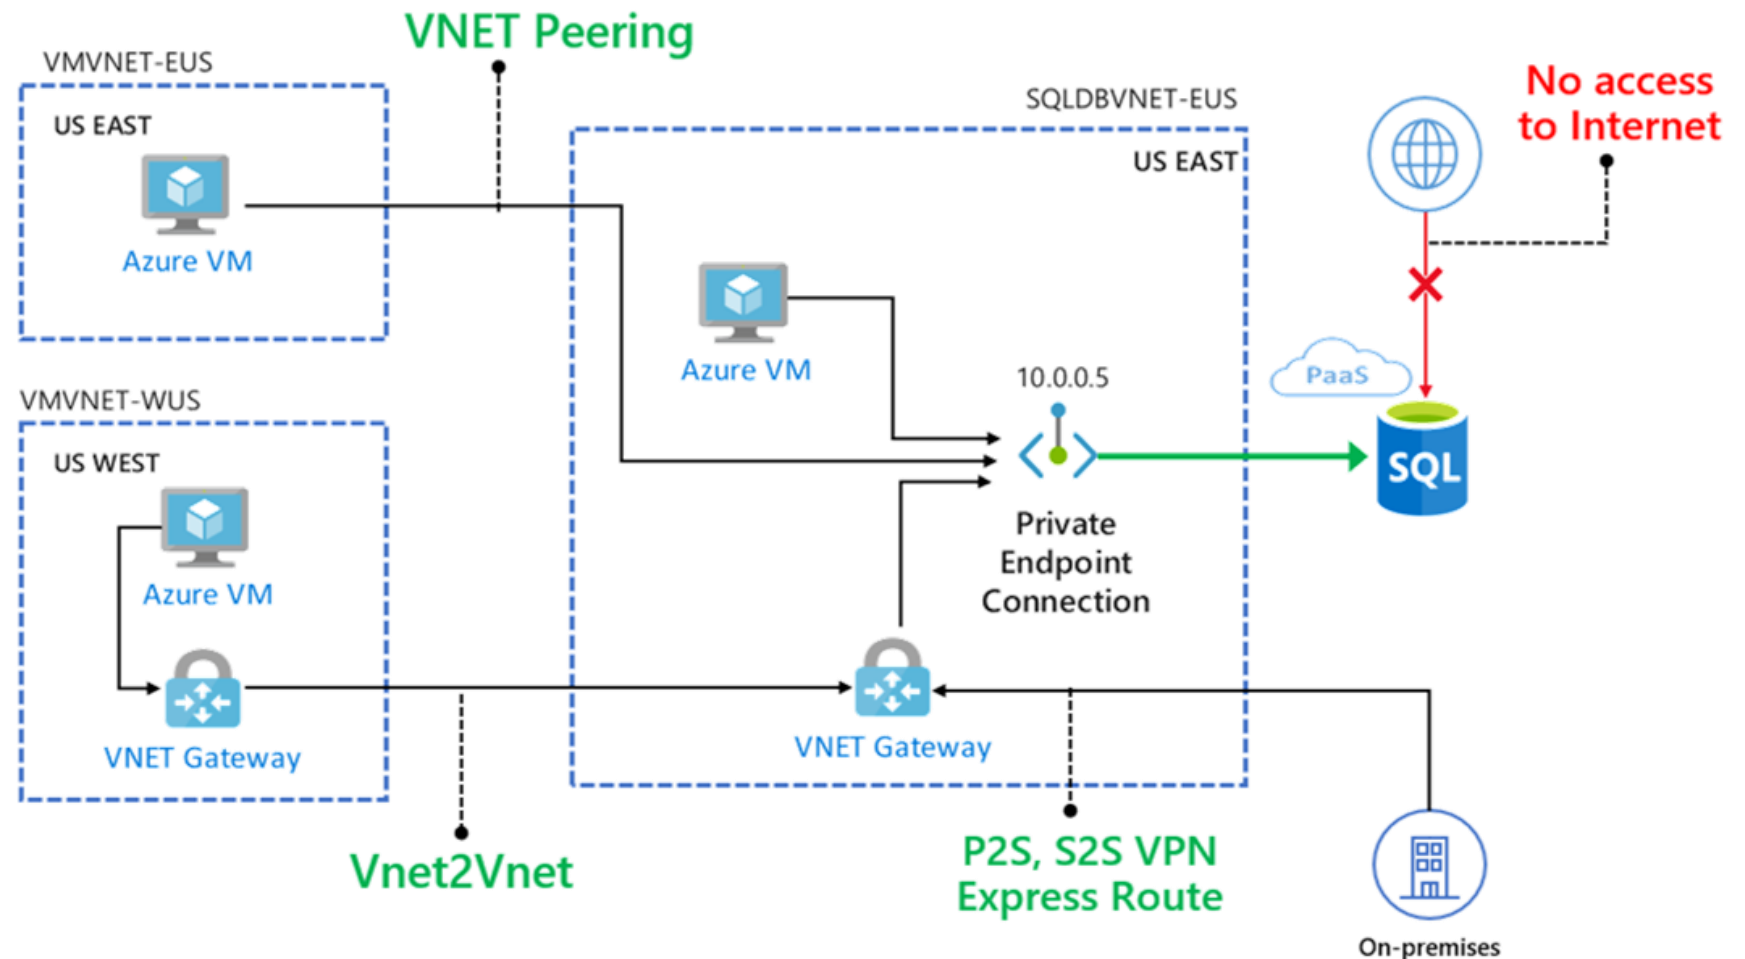 VNET Peering
VMVNET-EUS
US EAST
Azure VM
SQLDBVNET-EUS
US EAST
No access
to Internet
Azure VM
10.0.0.5
PaaS
SQL
Private
Endpoint
Connection
VMVNET-WUS
US WEST
Azure VM
VNET Gateway
VNET Gateway
Vnet2Vnet
P2S, S2S VPN
Express Route
On-premises